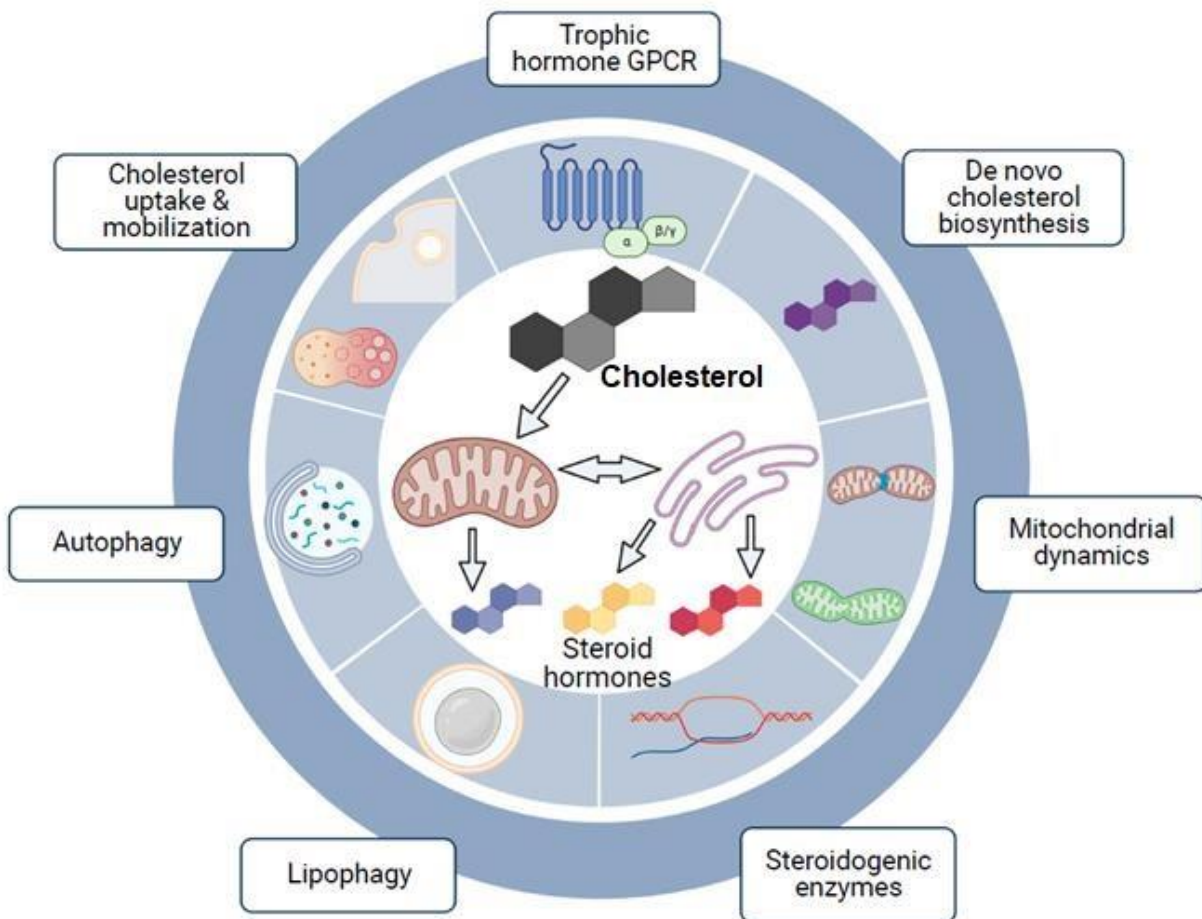 Trophic
hormone GPCR
Cholesterol
uptake &
mobilization
De novo
cholesterol
biosynthesis
β/γ
α
Cholesterol
Autophagy
Mitochondrial
dynamics
Steroid
hormones
Lipophagy
Steroidogenic
enzymes